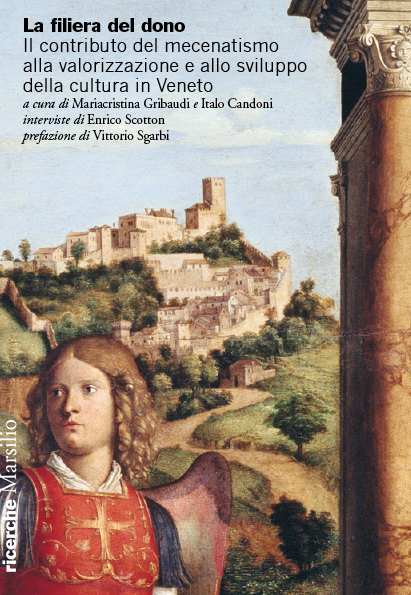 La filiera del dono
Il contributo del mecenatismo
alla valorizzazione e allo sviluppo
della cultura in Veneto
a cura di Mariacristina Gribaudi e Italo Candoni
interviste di Enrico Scotton
prefazione di Vittorio Sgarbi
ricerche Marsilio